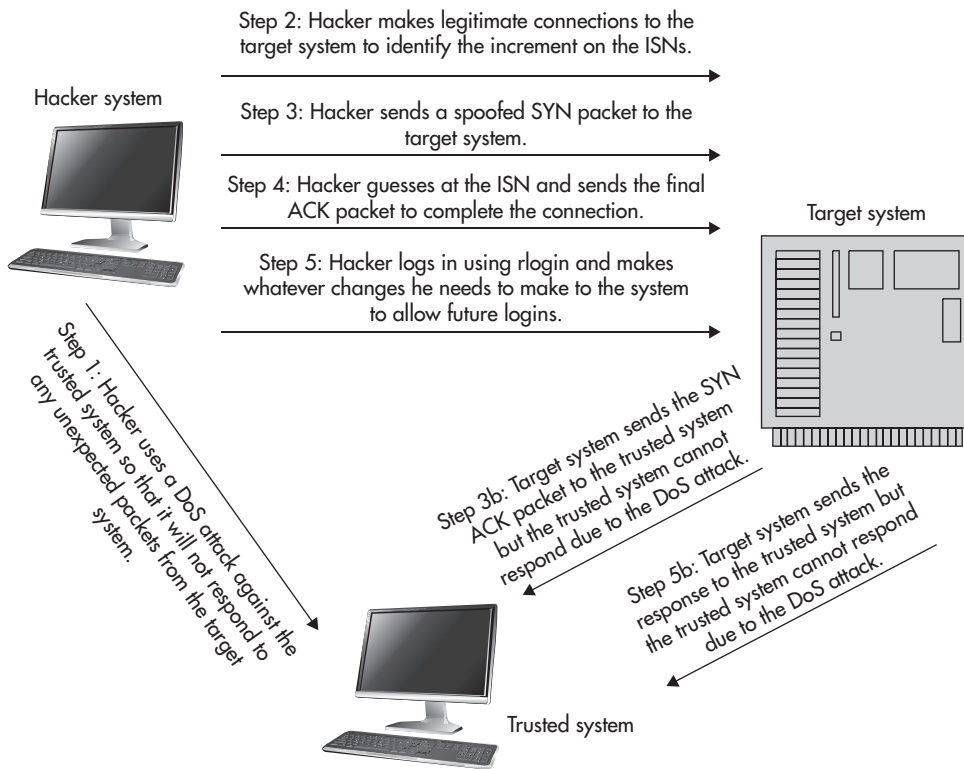 Step 2: Hacker makes legitimate connections to the
target system to identify the increment on the ISNs.
Hacker system
Step 3: Hacker sends a spoofed SYN packet to the
target system.
Step 4: Hacker guesses at the ISN and sends the final
ACK packet to complete the connection.
Target system
Step 5: Hacker logs in using rlogin and makes
whatever changes he needs to make to the system
to allow future logins.
Step 1: Hacker uses a DoS attack against the
trusted system so that it will not respond to
any unexpected packets from the target
system.
Step 3b: Target system sends the SYN
ACK packet to the trusted system
but the trusted system cannot
respond due to the DoS attack.
Step 5b: Target system sends the
response to the trusted system but
the trusted system cannot respond
due to the DoS attack.
Trusted system